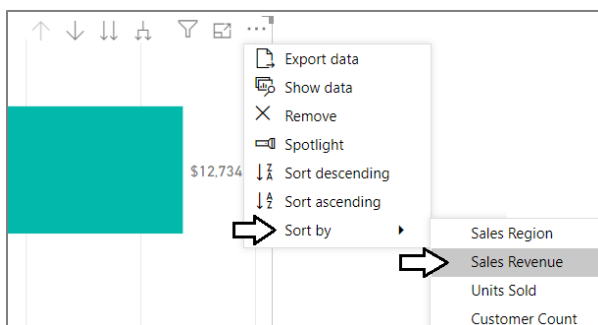 Export data
Show data
Remove
Spotlight
$12,734
Sort descending
Sort ascending
Sort by
Sales Region
Sales Revenue
Units Sold
Customer Count